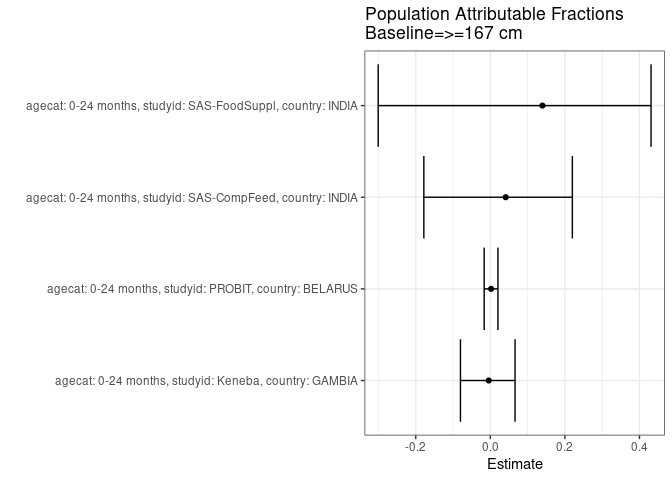 Population Attributable Fractions
Baseline=>=167 cm
agecat: 0-24 months, studyid: SAS-FoodSuppl, country: INDIA
agecat: 0-24 months, studyid: SAS-CompFeed, country: INDIA
agecat: 0-24 months, studyid: PROBIT, country: BELARUS
agecat: 0-24 months, studyid: Keneba, country: GAMBIA
-0.2 0.0 0.2 0.4
Estimate